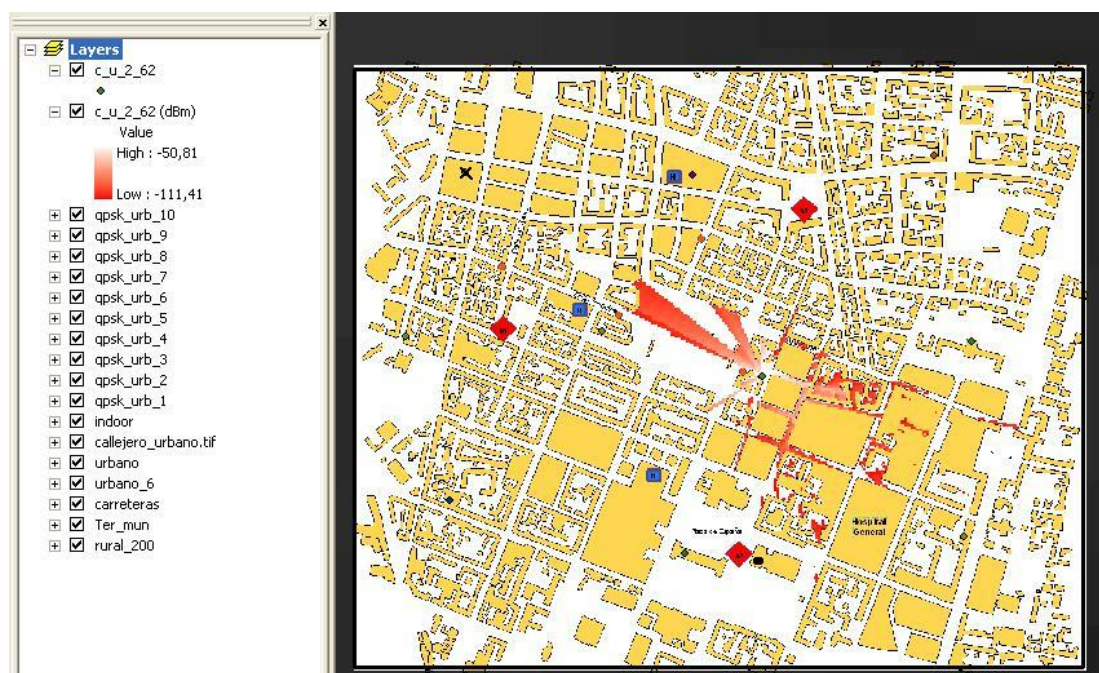 Layers
c_u_2_62
c_u_2_62 (dBm)
Value
High : -50,81
Low : -111,41
qpsk_urb_10
qpsk_urb_9
qpsk_urb_8
qpsk_urb_7
qpsk_urb_6
qpsk_urb_5
qpsk_urb_4
qpsk_urb_3
qpsk_urb_2
qpsk_urb_1
indoor
callejero_urbano.tif
urbano
urbano_6
carreteras
Ter_mun
rural_200
H
H
H
Hospital
General